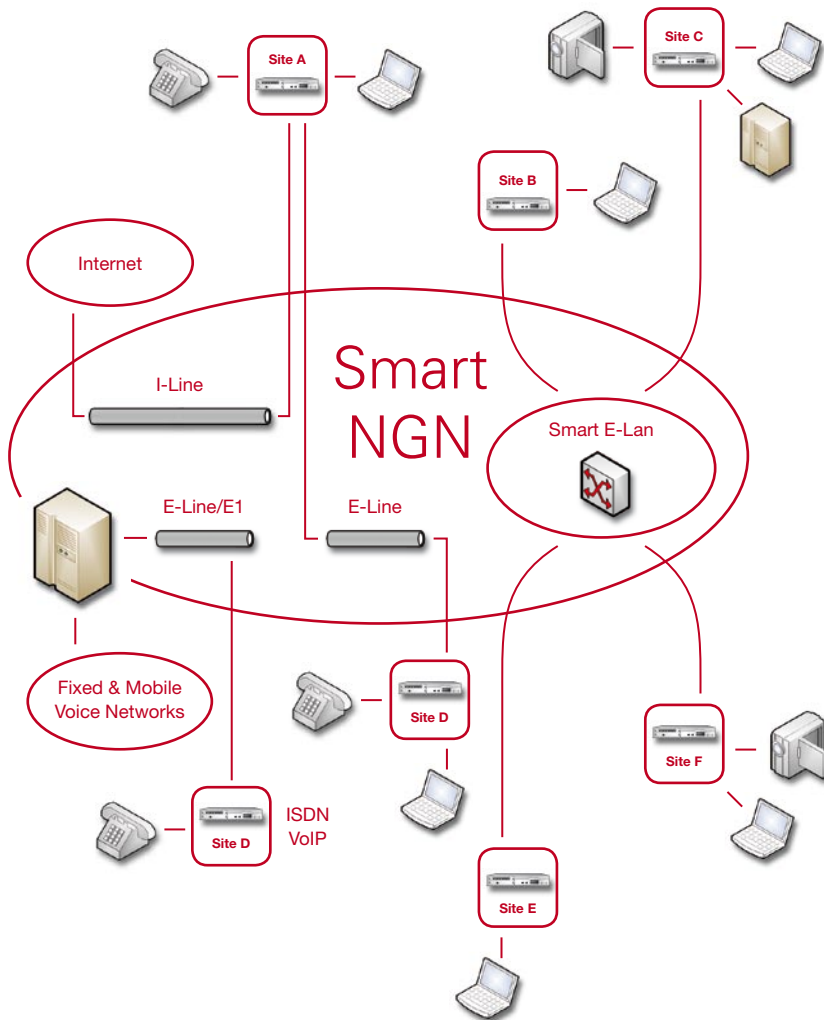 Site A
Site C
Site B
Internet
Smart
NGN
I-Line
Smart E-Lan
E-Line/E1
E-Line
Fixed & Mobile
Voice Networks
Site D
Site F
Site D
ISDN
VoIP
Site E